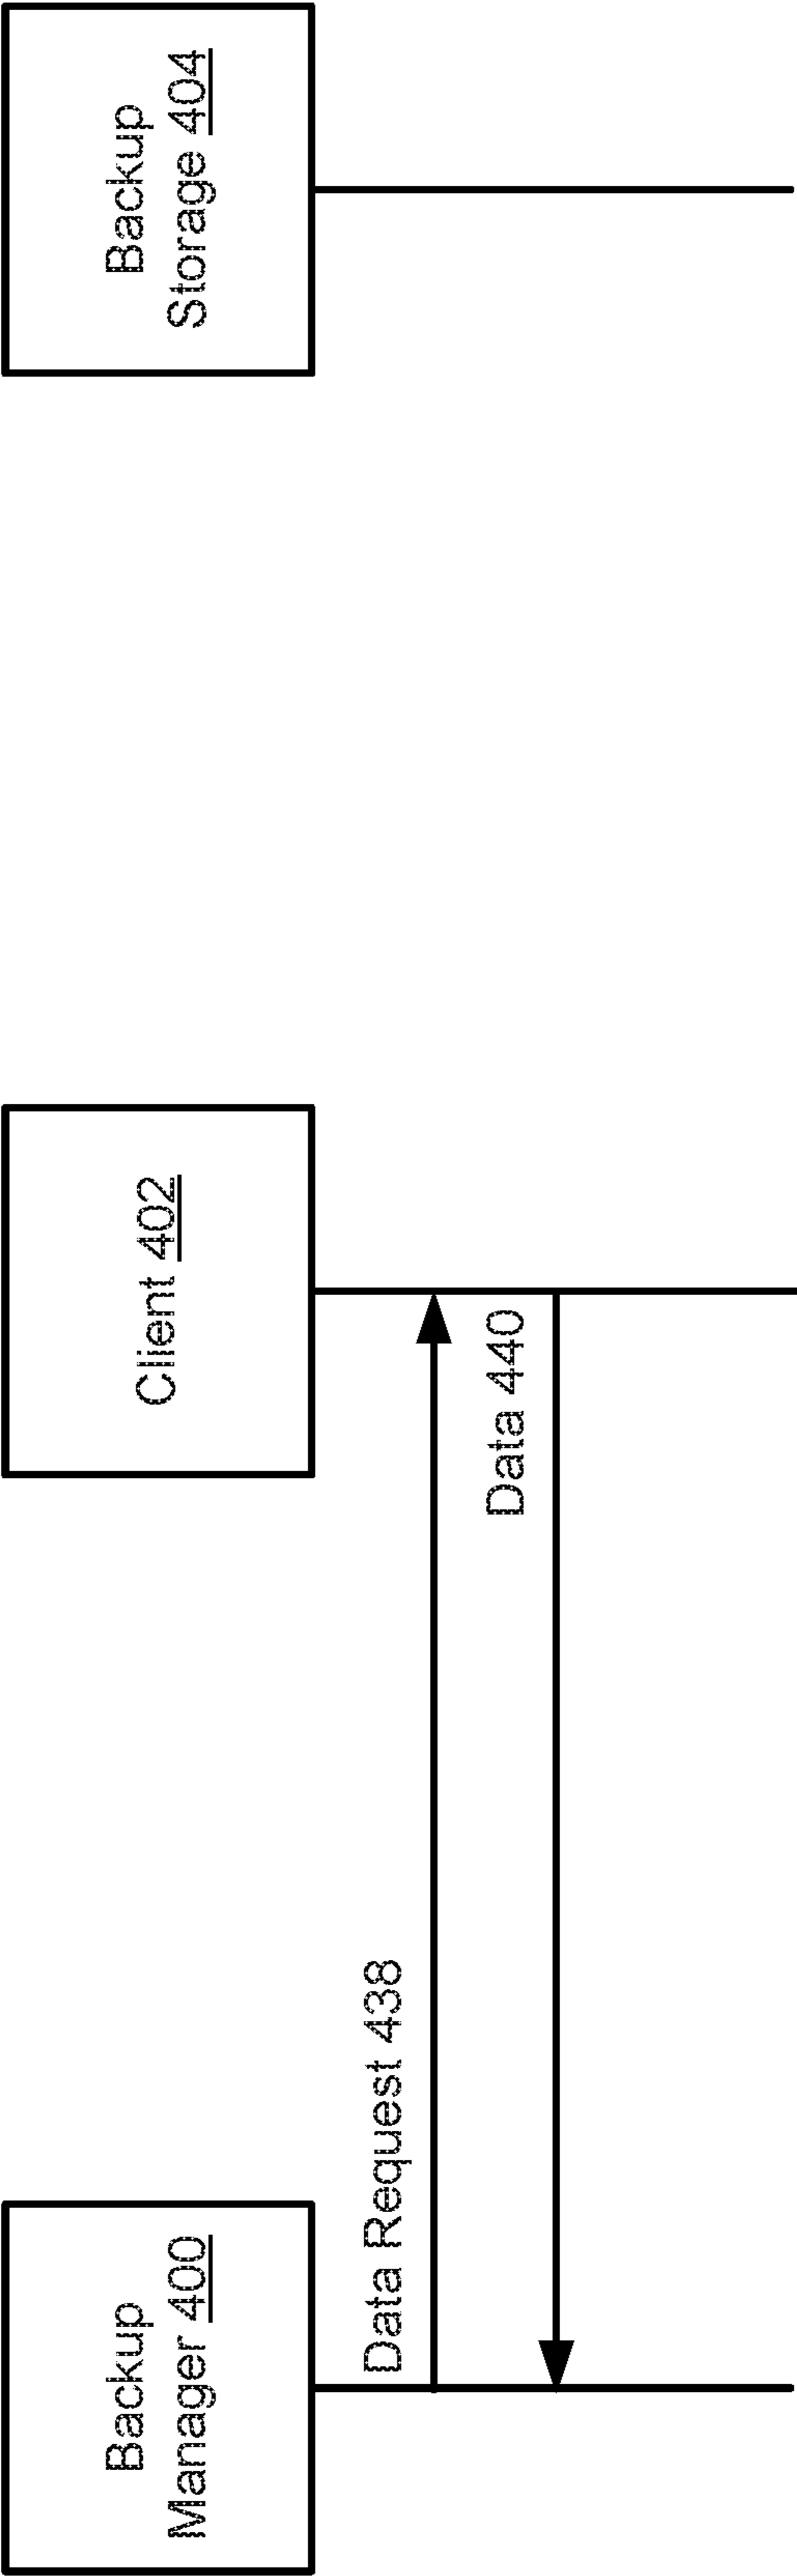 Backup
Manager 400
Client 402
Backup
Storage 404
Data Request 438
Data 440